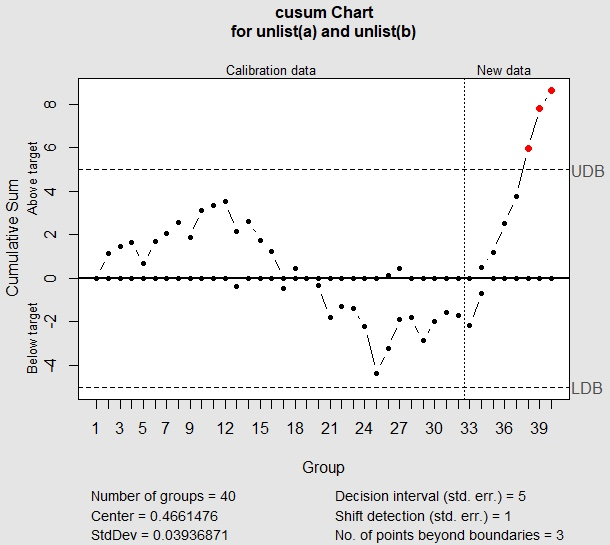 cusum Chart
for unlist(a) and unlist(b)
Calibration data
New data
Cumulative Sum
Above target
Below target
8
6
4
2
0
-2
-4
UDB
LDB
1 3 5 7 9 12 15 18 21 24 27 30 33 36 39
Group
Number of groups = 40
Center = 0.4661476
StdDev = 0.03936871
Decision interval (std. err.) = 5
Shift detection (std. err.) = 1
No. of points beyond boundaries = 3